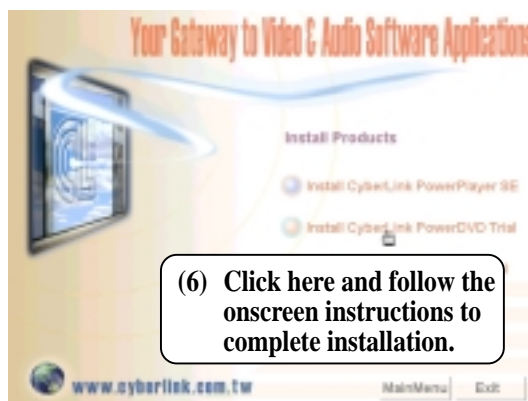 Your Gateway to Video & Audio Software Applications
Install Products
Install CyberLink PowerPlayer SE
Install CyberLink PowerDVD Trial
(6) Click here and follow the
onscreen instructions to
complete installation.
www.cyberlink.com.tw
MainMenu
Exit